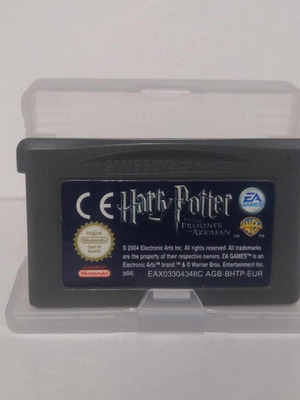 GAME BOY ADVANCE
CE Harry Potter
AND THE
PRISONER
OF AZKABAN
EA
GAMES
WB
Original
Nintendo
Seal of
Quality
© 2004 Electronic Arts Inc. All rights reserved. All trademarks
are the property of their respective owners. EA GAMES™ is an
Electronic Arts™ brand. ™ & © Warner Bros. Entertainment Inc.
Nintendo
(s04)
EAX03304348C AGB-BHTP-EUR